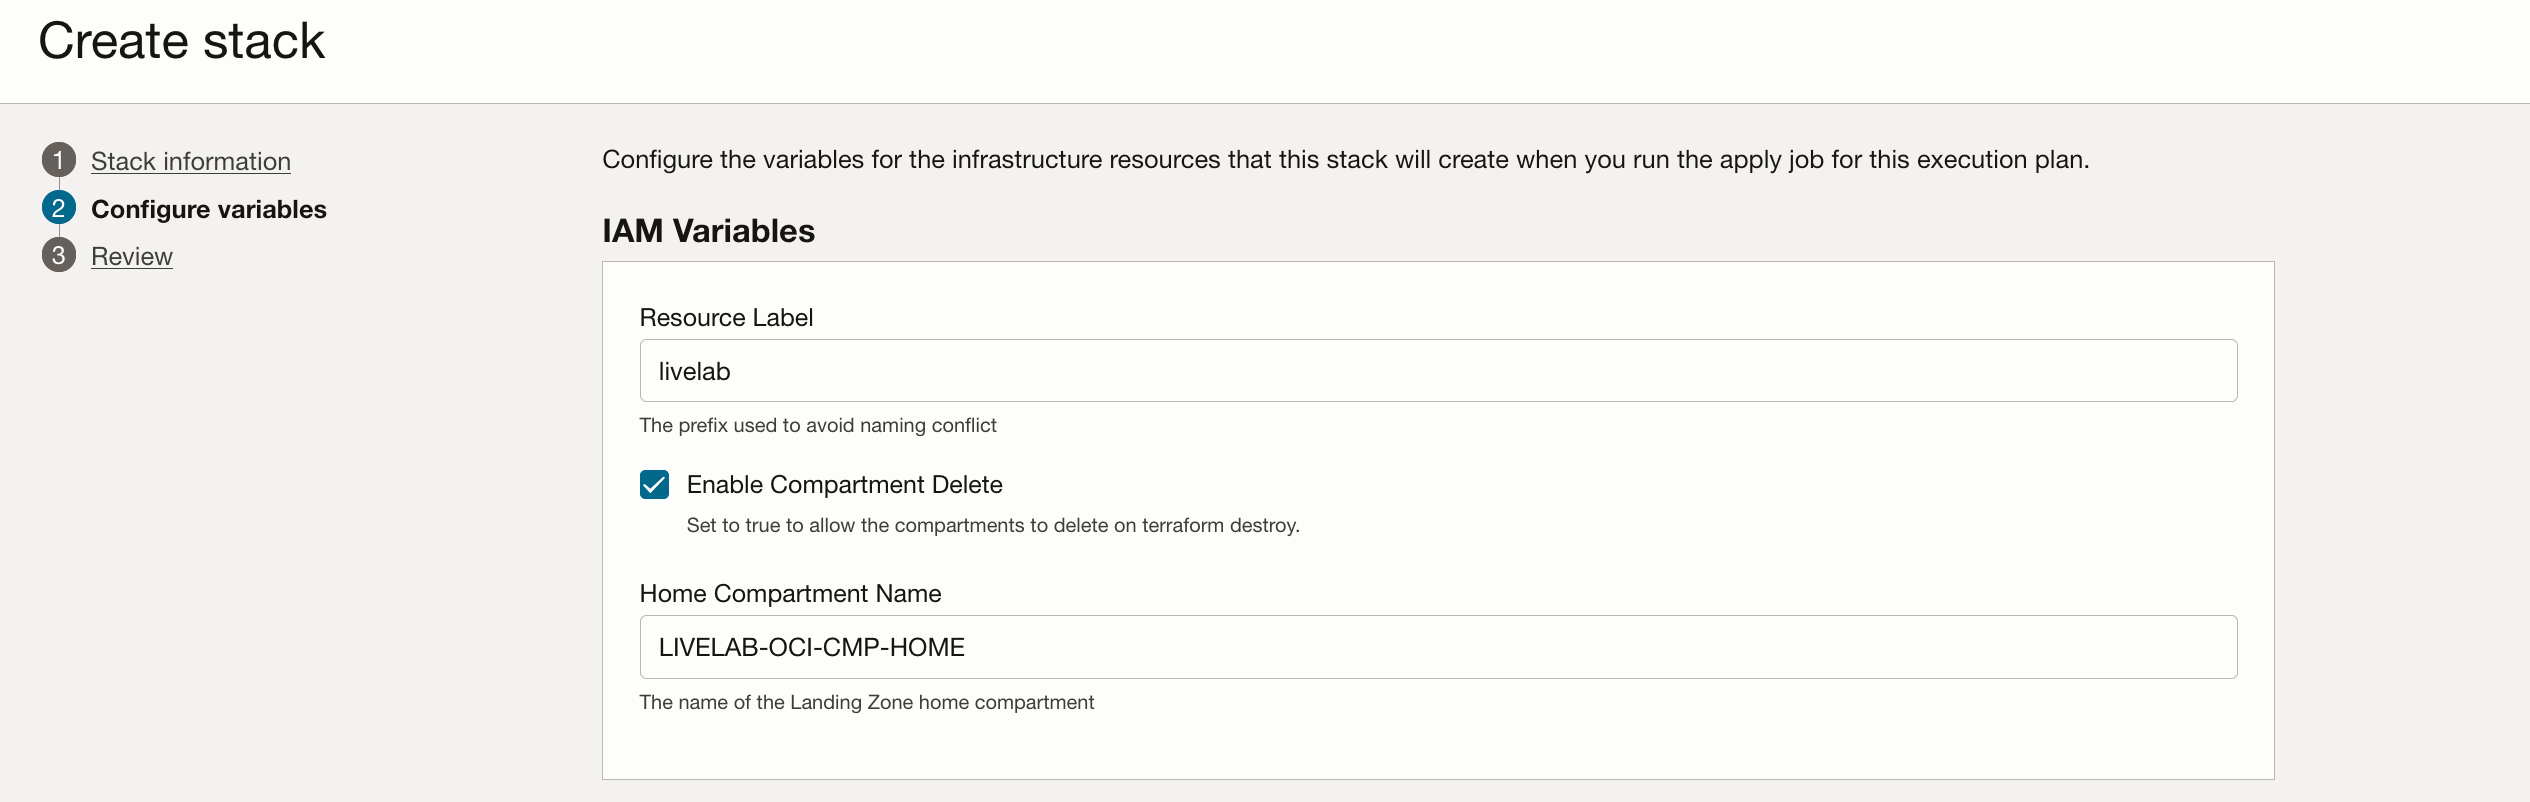 Create stack
1 Stack information
2 Configure variables
3 Review
Configure the variables for the infrastructure resources that this stack will create when you run the apply job for this execution plan.
IAM Variables
Resource Label
livelab
The prefix used to avoid naming conflict
Enable Compartment Delete
Set to true to allow the compartments to delete on terraform destroy.
Home Compartment Name
LIVELAB-OCI-CMP-HOME
The name of the Landing Zone home compartment